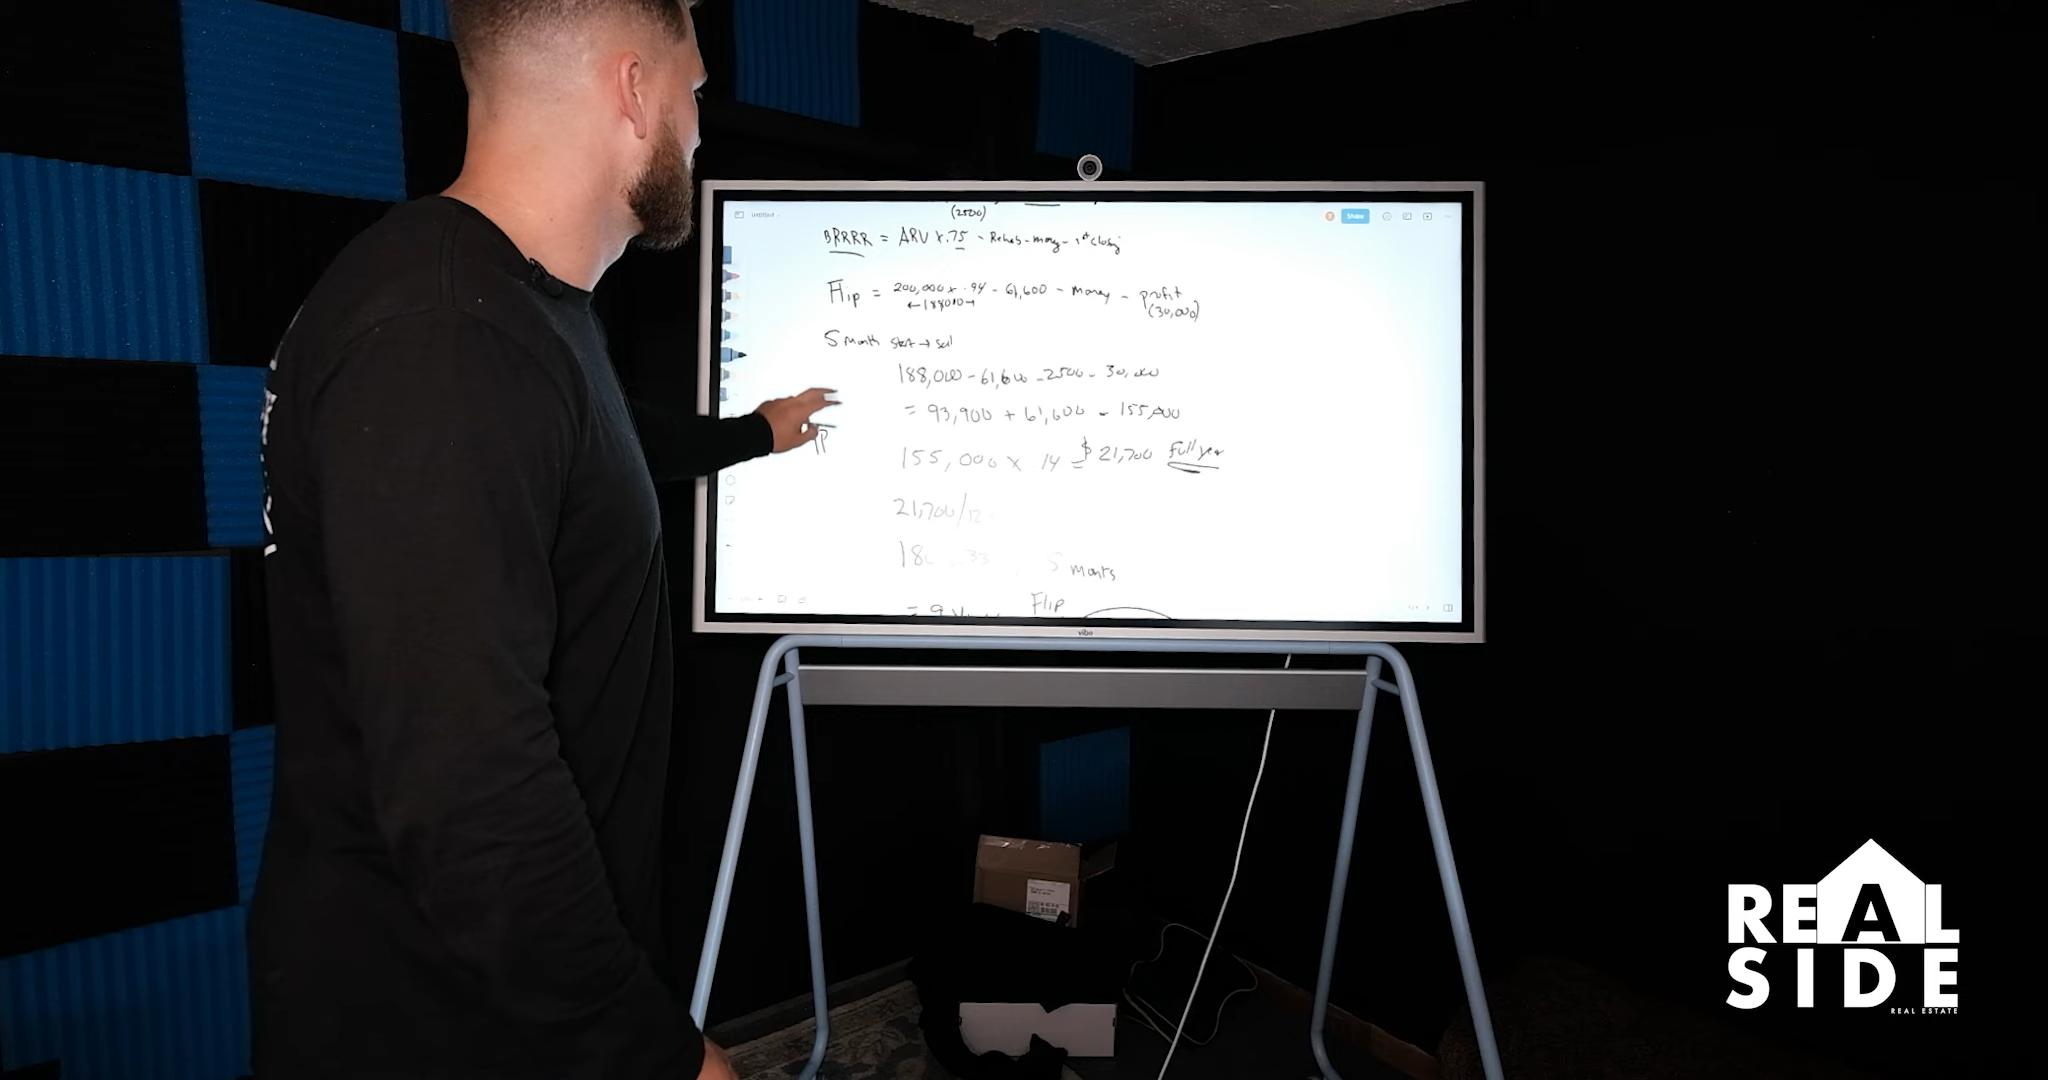 untitled
Share
(2500)
BRRRR = ARV x .75 - Rehab - money - 1st closing
Flip = 200,000 x .94 - 61,600 - money - profit
←188000→ (30,000)
5 month start → sell
188,000 - 61,600 - 2500 - 30,000
= 93,900 + 61,600 = 155,000
155,000 x 14 = $21,700 full year
21,700/12
18 33 5 months
= 9 Flip
vibe
REAL
SIDE
REAL ESTATE